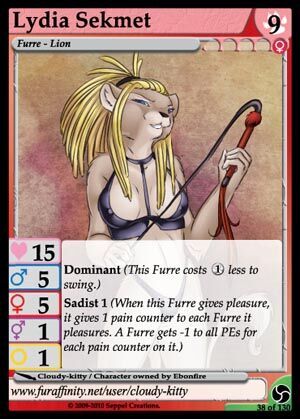 Lydia Sekmet
9
Furre - Lion
15
5
5
1
1
Dominant (This Furre costs 1 less to
swing.)
Sadist 1 (When this Furre gives pleasure,
it gives 1 pain counter to each Furre it
pleasures. A Furre gets -1 to all PEs for
each pain counter on it.)
Cloudy-kitty / Character owned by Ebonfire
www.furaffinity.net/user/cloudy-kitty
© 2009-2010 Seppel Creations.